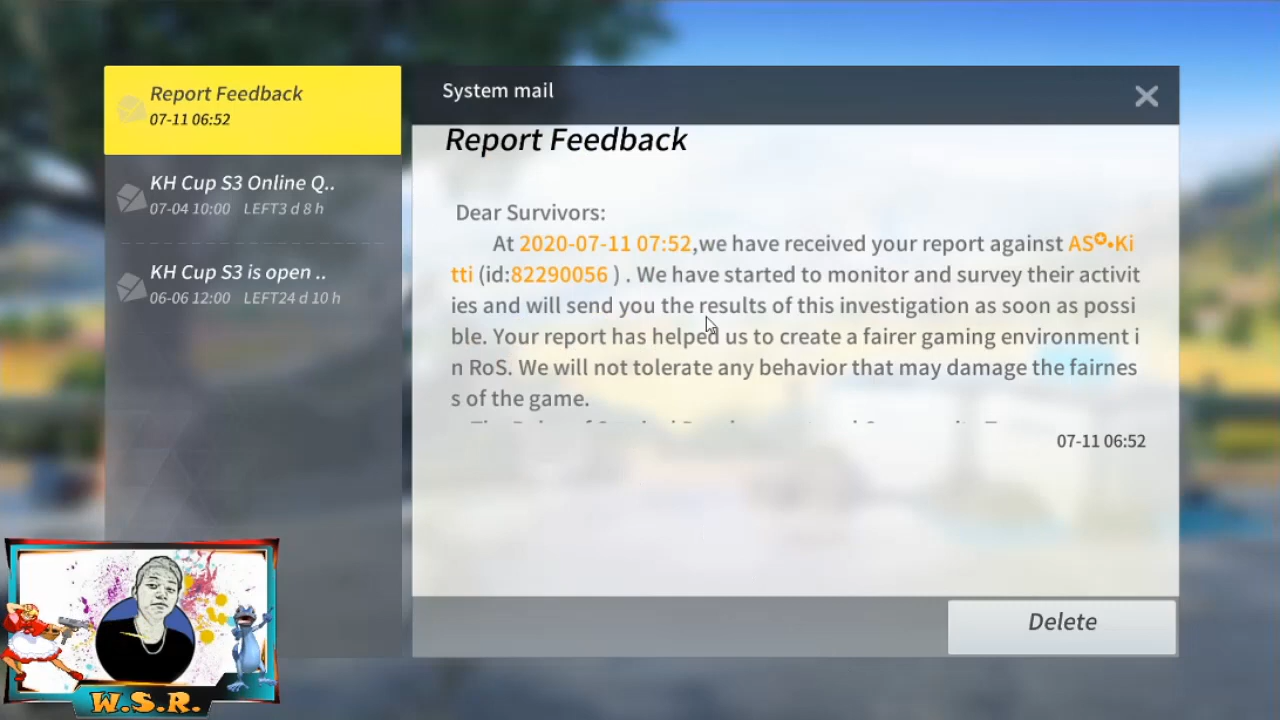 Report Feedback
07-11 06:52
KH Cup S3 Online Q..
07-04 10:00 LEFT3 d 8 h
KH Cup S3 is open ..
06-06 12:00 LEFT24 d 10 h
System mail
Report Feedback
Dear Survivors:
At 2020-07-11 07:52,we have received your report against AS✪•Ki
tti (id:82290056 ) . We have started to monitor and survey their activit
ies and will send you the results of this investigation as soon as possi
ble. Your report has helped us to create a fairer gaming environment i
n RoS. We will not tolerate any behavior that may damage the fairnes
s of the game.
07-11 06:52
Delete
W.S.R.